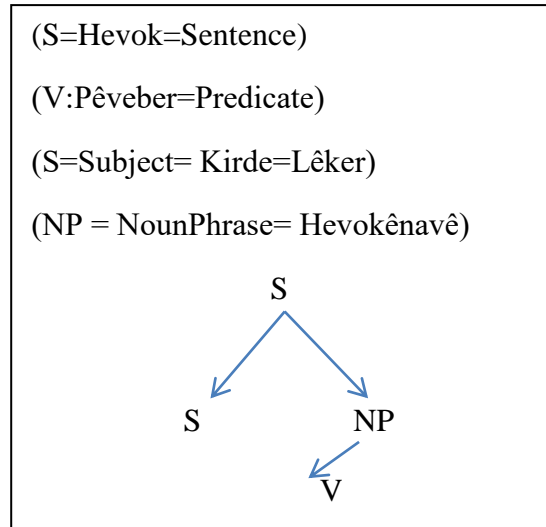 (S=Hevok=Sentence)
(V:Pêveber=Predicate)
(S=Subject= Kirde=Lêker)
(NP = NounPhrase= Hevokênavê)
S
S NP
V